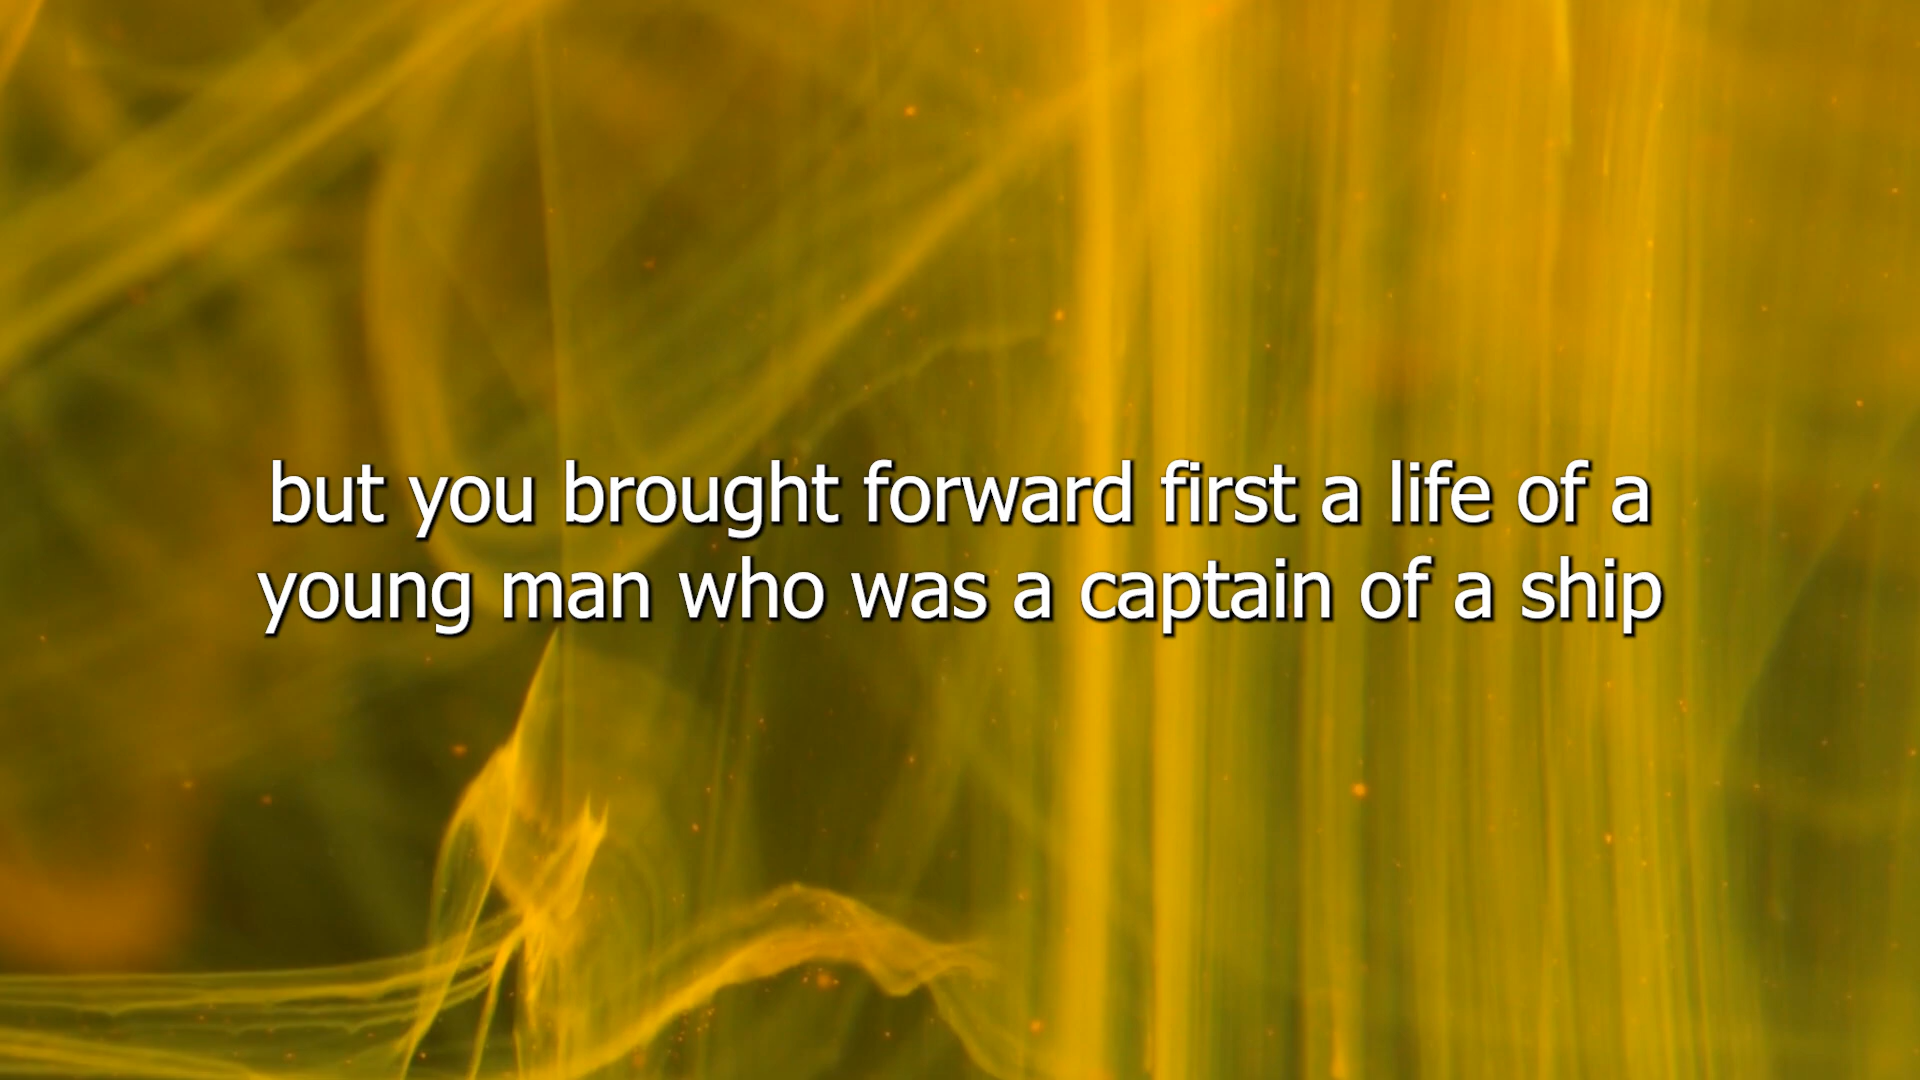 but you brought forward first a life of a
young man who was a captain of a ship